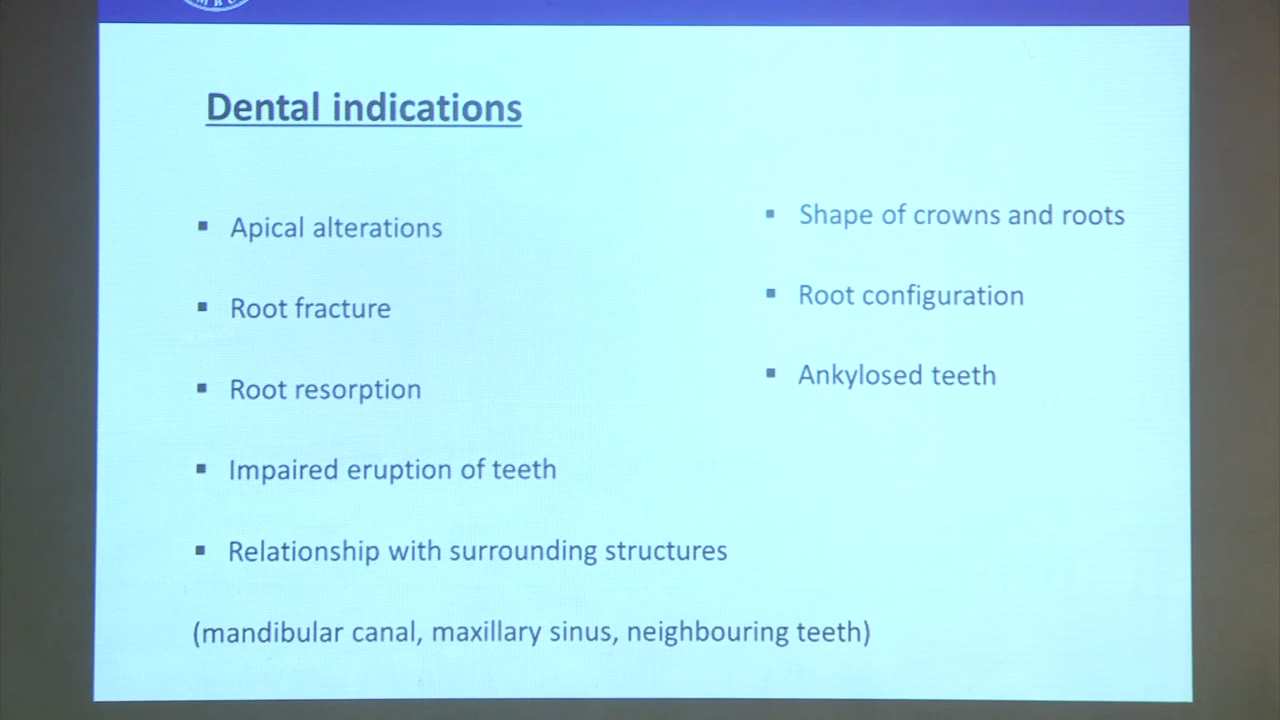 Dental indications
Apical alterations
Root fracture
Root resorption
Impaired eruption of teeth
Relationship with surrounding structures
(mandibular canal, maxillary sinus, neighbouring teeth)
Shape of crowns and roots
Root configuration
Ankylosed teeth